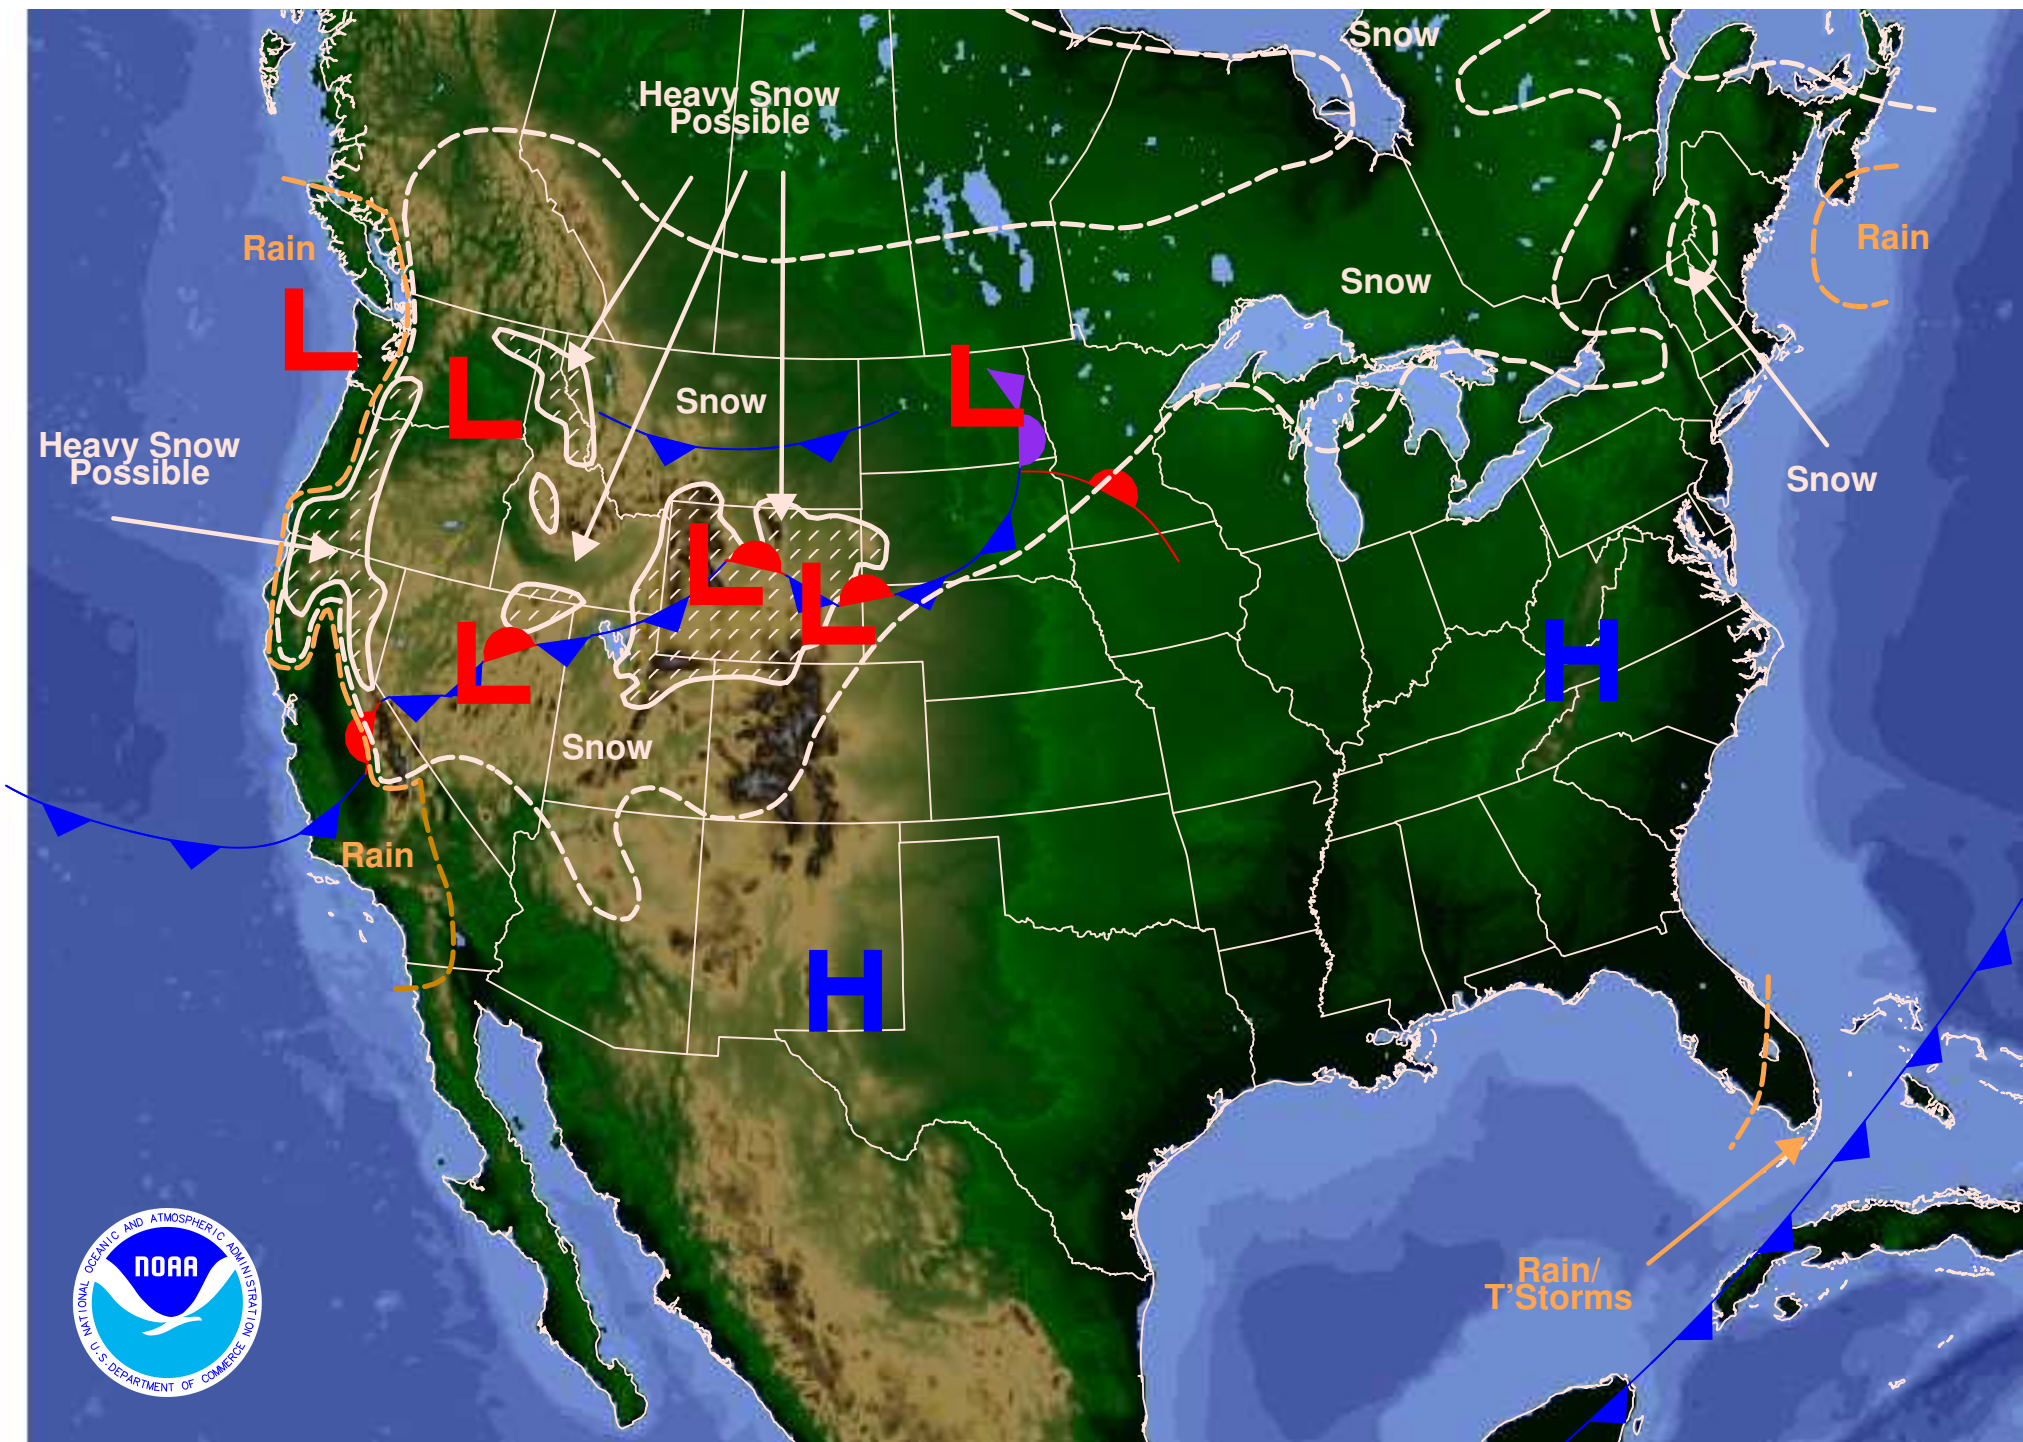 Snow
Heavy Snow
Possible
Rain
Rain
L
Snow
L
L
Snow
Heavy Snow
Possible
Snow
L
L
L
H
Snow
Rain
H
Rain/
T'Storms
NATIONAL OCEANIC AND ATMOSPHERIC ADMINISTRATION
NOAA
U.S. DEPARTMENT OF COMMERCE